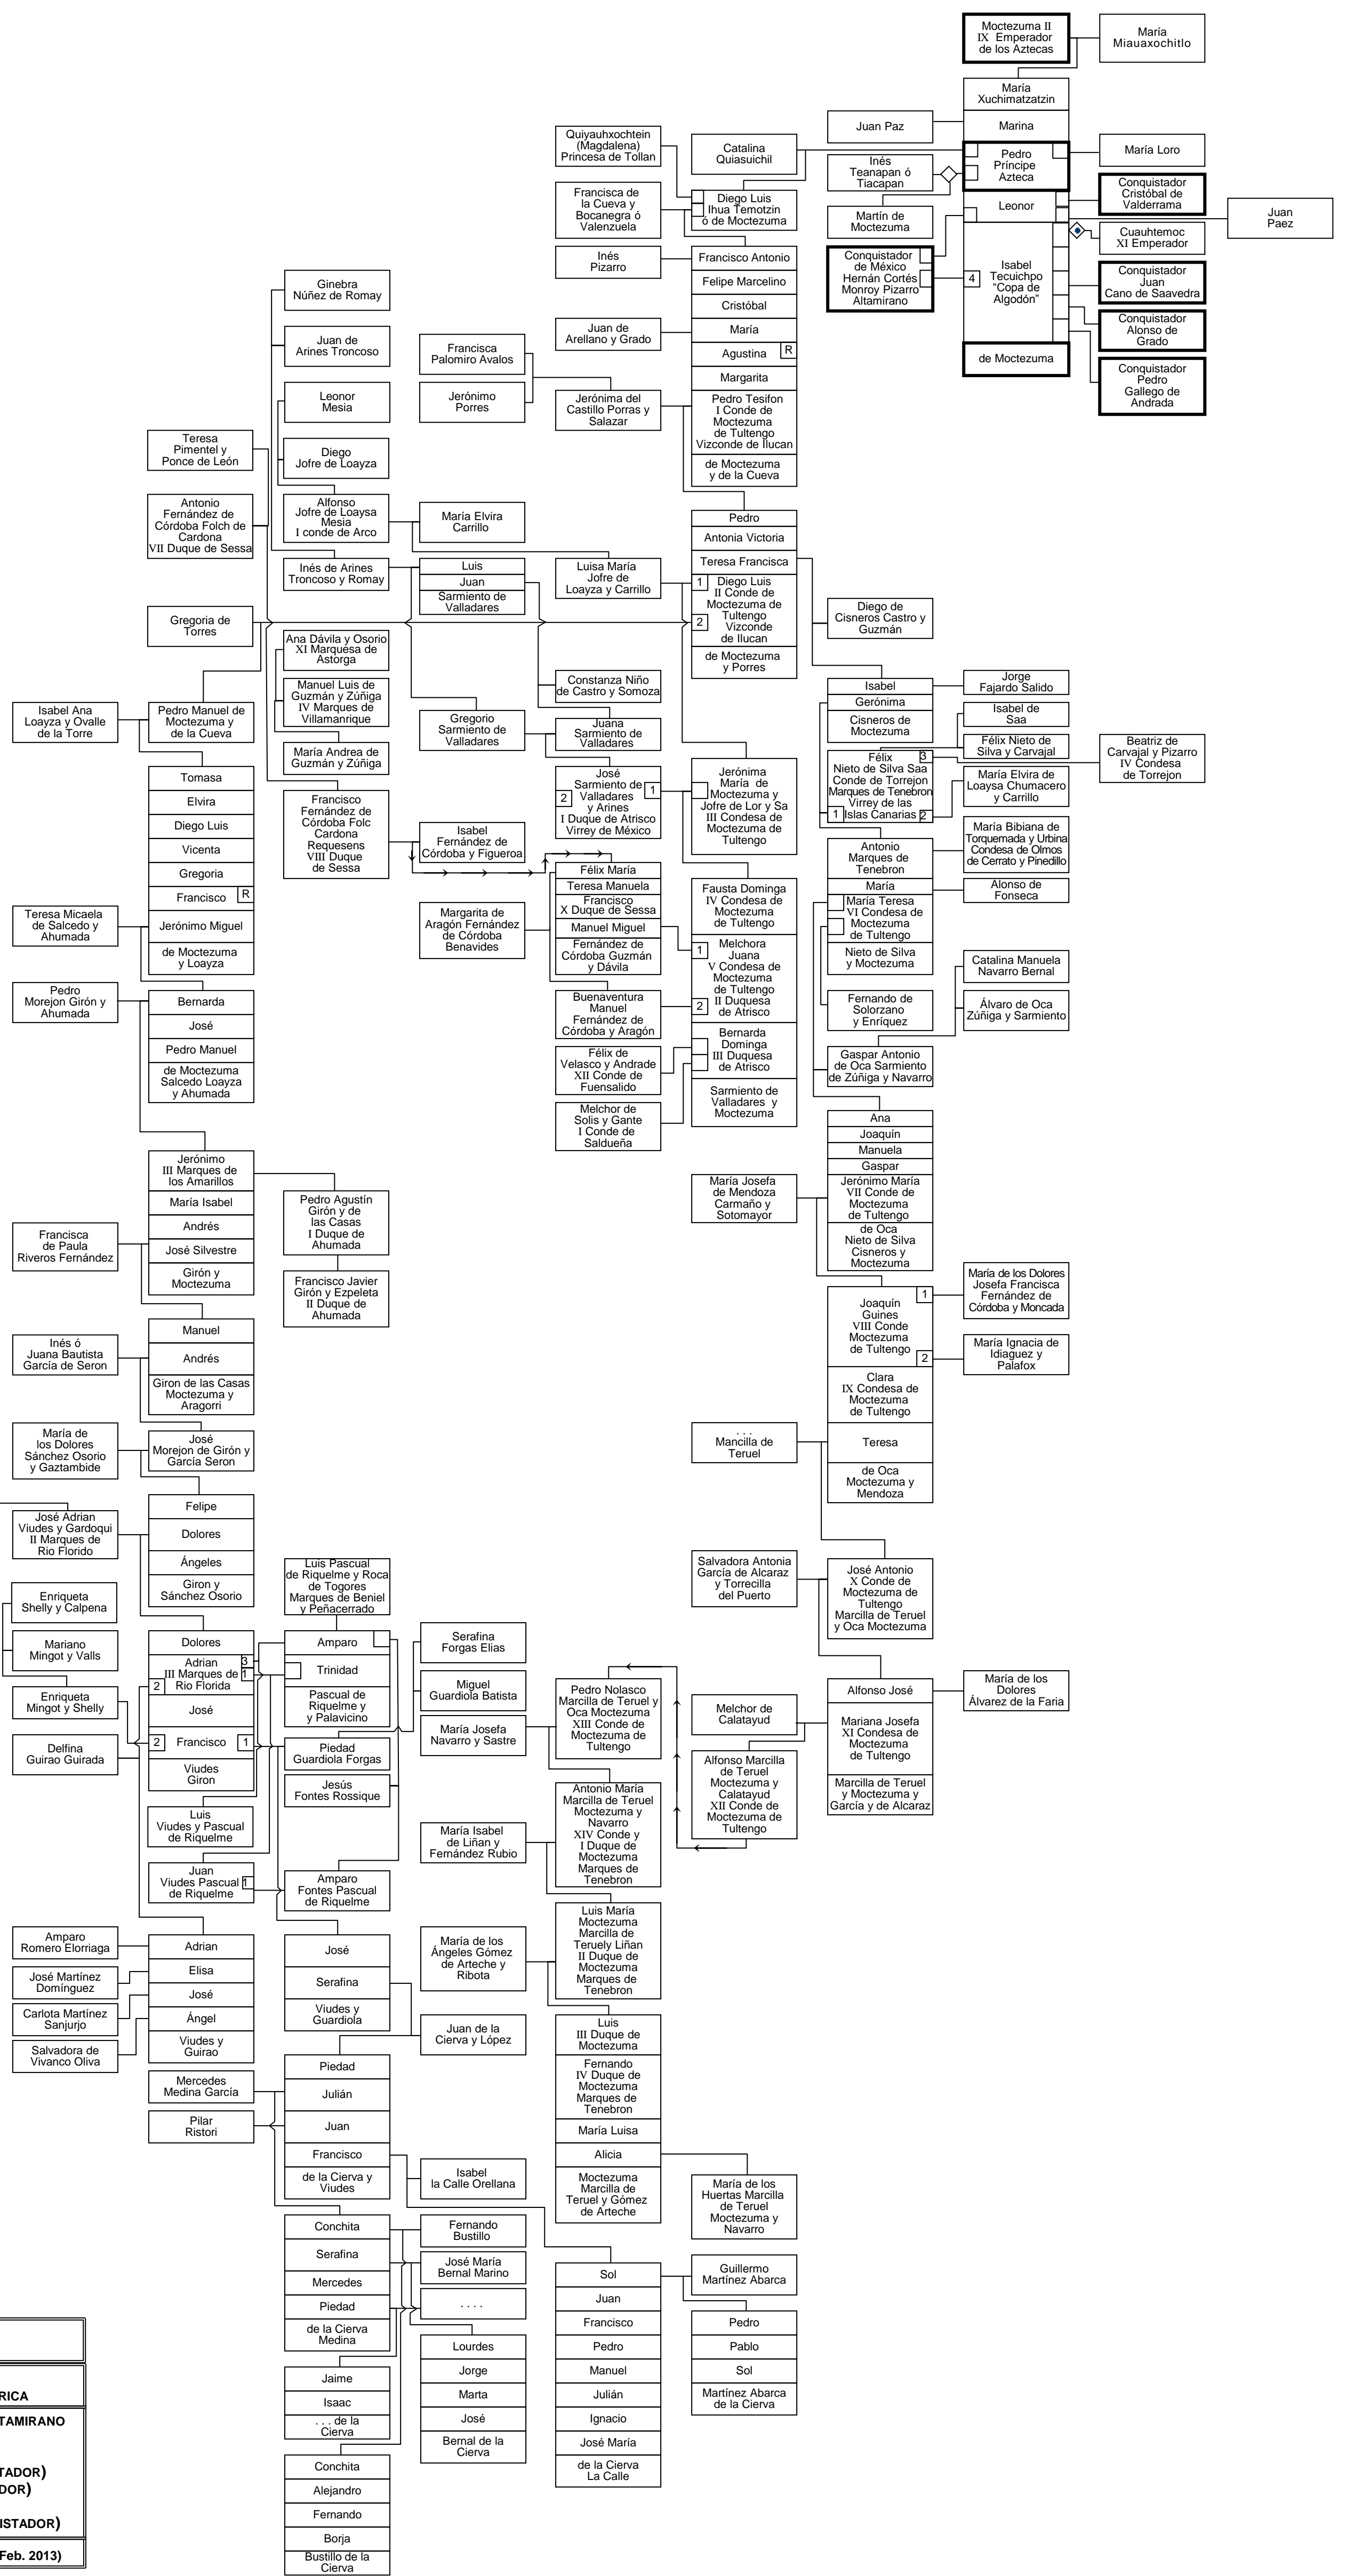 Moctezuma II
IX Emperador
de los Aztecas
María
Miauaxochitlo
María
Xuchimatzatzin
Marina
Juan Paz
Quiyauhxochtein
(Magdalena)
Princesa de Tollan
Catalina
Quiasuichil
Inés
Teanapan ó
Tiacapan
Pedro
Príncipe
Azteca
María Loro
Francisca de
la Cueva y
Bocanegra ó
Valenzuela
Diego Luis
Ihua Temotzin
ó de Moctezuma
Martín de
Moctezuma
Leonor
Conquistador
Cristóbal de
Valderrama
Juan
Paez
Cuauhtemoc
XI Emperador
Inés
Pizarro
Conquistador
de México
Hernán Cortés
Monroy Pizarro
Altamirano
4
Isabel
Tecuichpo
“Copa de
Algodón”
Conquistador
Juan
Cano de Saavedra
Conquistador
Alonso de
Grado
de Moctezuma
Conquistador
Pedro
Gallego de
Andrada
Francisco Antonio
Felipe Marcelino
Cristóbal
María
Agustina
R
Margarita
Pedro Tesifon
I Conde de
Moctezuma
de Tultengo
Vizconde de Ilucan
de Moctezuma
y de la Cueva
Juan de
Arellano y Grado
Ginebra
Núñez de Romay
Juan de
Arines Troncoso
Francisca
Palomiro Avalos
Leonor
Mesia
Jerónimo
Porres
Jerónima del
Castillo Porras y
Salazar
Teresa
Pimentel y
Ponce de León
Diego
Jofre de Loayza
Antonio
Fernández de
Córdoba Folch de
Cardona
VII Duque de Sessa
Alfonso
Jofre de Loaysa
Mesia
I conde de Arco
María Elvira
Carrillo
Pedro
Antonia Victoria
Teresa Francisca
1
Diego Luis
II Conde de
Moctezuma de
Tultengo
2
Vizconde
de Ilucan
de Moctezuma
y Porres
Inés de Arines
Troncoso y Romay
Luis
Juan
Sarmiento de
Valladares
Luisa María
Jofre de
Loayza y Carrillo
Gregoria de
Torres
Diego de
Cisneros Castro y
Guzmán
Ana Dávila y Osorio
XI Marquesa de
Astorga
Manuel Luis de
Guzmán y Zúñiga
IV Marques de
Villamanrique
Constanza Niño
de Castro y Somoza
Isabel
Gerónima
Cisneros de
Moctezuma
Jorge
Fajardo Salido
Isabel Ana
Loayza y Ovalle
de la Torre
Pedro Manuel de
Moctezuma y
de la Cueva
Gregorio
Sarmiento de
Valladares
Juana
Sarmiento de
Valladares
Isabel de
Saa
María Andrea de
Guzmán y Zúñiga
Félix Nieto de
Silva y Carvajal
Beatriz de
Carvajal y Pizarro
IV Condesa
de Torrejon
Tomasa
Elvira
Diego Luis
Vicenta
Gregoria
Francisco
R
Jerónimo Miguel
de Moctezuma
y Loayza
Francisco
Fernández de
Córdoba Folc
Cardona
Requesens
VIII Duque
de Sessa
José
Sarmiento de
Valladares
y Arines
I Duque de Atrisco
Virrey de México
2
1
Jerónima
María de
Moctezuma y
Jofre de Lor y Sa
III Condesa de
Moctezuma de
Tultengo
Félix
3
Nieto de Silva Saa
Conde de Torrejon
Marques de Tenebron
Virrey de las
1
Islas Canarias
2
María Elvira de
Loaysa Chumacero
y Carrillo
Isabel
Fernández de
Córdoba y Figueroa
Antonio
Marques de
Tenebron
María
María Teresa
VI Condesa de
Moctezuma
de Tultengo
Nieto de Silva
y Moctezuma
María Bibiana de
Torquemada y Urbina
Condesa de Olmos
de Cerrato y Pinedillo
Félix María
Teresa Manuela
Francisco
X Duque de Sessa
Manuel Miguel
Fernández de
Córdoba Guzmán
y Dávila
Alonso de
Fonseca
Fausta Dominga
IV Condesa de
Moctezuma
de Tultengo
1
Melchora
Juana
V Condesa de
Moctezuma
de Tultengo
II Duquesa
2
de Atrisco
Bernarda
Dominga
III Duquesa
de Atrisco
Sarmiento de
Valladares y
Moctezuma
Teresa Micaela
de Salcedo y
Ahumada
Margarita de
Aragón Fernández
de Córdoba
Benavides
Catalina Manuela
Navarro Bernal
Pedro
Morejon Girón y
Ahumada
Bernarda
José
Pedro Manuel
de Moctezuma
Salcedo Loayza
y Ahumada
Buenaventura
Manuel
Fernández de
Córdoba y Aragón
Fernando de
Solorzano
y Enríquez
Álvaro de Oca
Zúñiga y Sarmiento
Félix de
Velasco y Andrade
XII Conde de
Fuensalido
Gaspar Antonio
de Oca Sarmiento
de Zúñiga y Navarro
Melchor de
Solis y Gante
I Conde de
Saldueña
Ana
Joaquín
Manuela
Gaspar
Jerónimo María
VII Conde de
Moctezuma
de Tultengo
de Oca
Nieto de Silva
Cisneros y
Moctezuma
Jerónimo
III Marques de
los Amarillos
María Isabel
Andrés
José Silvestre
Girón y
Moctezuma
Pedro Agustín
Girón y de
las Casas
I Duque de
Ahumada
María Josefa
de Mendoza
Carmaño y
Sotomayor
Francisca
de Paula
Riveros Fernández
Francisco Javier
Girón y Ezpeleta
II Duque de
Ahumada
1
Joaquín
Guines
VIII Conde
Moctezuma
de Tultengo
2
Clara
IX Condesa de
Moctezuma
de Tultengo
Teresa
de Oca
Moctezuma y
Mendoza
María de los Dolores
Josefa Francisca
Fernández de
Córdoba y Moncada
María Ignacia de
Idiaguez y
Palafox
Inés ó
Juana Bautista
García de Seron
Manuel
Andrés
Giron de las Casas
Moctezuma y
Aragorri
María de
los Dolores
Sánchez Osorio
y Gaztambide
José
Morejon de Girón y
García Seron
. . .
Mancilla de
Teruel
José Adrian
Viudes y Gardoqui
II Marques de
Rio Florido
Felipe
Dolores
Ángeles
Giron y
Sánchez Osorio
Luis Pascual
de Riquelme y Roca
de Togores
Marques de Beniel
y Peñacerrado
Salvadora Antonia
García de Alcaraz
y Torrecilla
del Puerto
José Antonio
X Conde de
Moctezuma de
Tultengo
Marcilla de Teruel
y Oca Moctezuma
Enriqueta
Shelly y Calpena
Mariano
Mingot y Valls
Enriqueta
Mingot y Shelly
Delfina
Guirao Guirada
Dolores
Adrian
3
III Marques de
1
2
Rio Florida
José
2
Francisco
1
Viudes
Giron
Amparo
Trinidad
Pascual de
Riquelme y
y Palavicino
Serafina
Forgas Elias
Miguel
Guardiola Batista
María Josefa
Navarro y Sastre
Pedro Nolasco
Marcilla de Teruel y
Oca Moctezuma
XIII Conde de
Moctezuma de
Tultengo
Melchor de
Calatayud
Alfonso José
Mariana Josefa
XI Condesa de
Moctezuma
de Tultengo
Marcilla de Teruel
y Moctezuma y
García y de Alcaraz
María de los
Dolores
Álvarez de la Faria
Piedad
Guardiola Forgas
Jesús
Fontes Rossique
Alfonso Marcilla
de Teruel
Moctezuma y
Calatayud
XII Conde de
Moctezuma de
Tultengo
Luis
Viudes y Pascual
de Riquelme
María Isabel
de Liñan y
Fernández Rubio
Antonio María
Marcilla de Teruel
Moctezuma y
Navarro
XIV Conde y
I Duque de
Moctezuma
Marques de
Tenebron
Juan
Viudes Pascual
1
de Riquelme
Amparo
Fontes Pascual
de Riquelme
Amparo
Romero Elorriaga
José Martínez
Domínguez
Carlota Martínez
Sanjurjo
Salvadora de
Vivanco Oliva
Adrian
Elisa
José
Ángel
Viudes y
Guirao
José
Serafina
Viudes y
Guardiola
María de los
Ángeles Gómez
de Arteche y
Ribota
Luis María
Moctezuma
Marcilla de
Teruely Liñan
II Duque de
Moctezuma
Marques de
Tenebron
Juan de la
Cierva y López
Luis
III Duque de
Moctezuma
Fernando
IV Duque de
Moctezuma
Marques de
Tenebron
María Luisa
Alicia
Moctezuma
Marcilla de
Teruel y Gómez
de Arteche
Mercedes
Medina García
Pilar
Ristori
Piedad
Julián
Juan
Francisco
de la Cierva y
Viudes
Isabel
la Calle Orellana
María de los
Huertas Marcilla
de Teruel
Moctezuma y
Navarro
Conchita
Serafina
Mercedes
Piedad
de la Cierva
Medina
Fernando
Bustillo
José María
Bernal Marino
. . . .
Sol
Juan
Francisco
Pedro
Manuel
Julián
Ignacio
José María
de la Cierva
La Calle
Guillermo
Martínez Abarca
Pedro
Pablo
Sol
Martínez Abarca
de la Cierva
Lourdes
Jorge
Marta
José
Bernal de la
Cierva
Jaime
Isaac
. . . de la
Cierva
Conchita
Alejandro
Fernando
Borja
Bustillo de la
Cierva
RICA
TAMIRANO
TADOR)
DOR)
ISTADOR)
Feb. 2013)